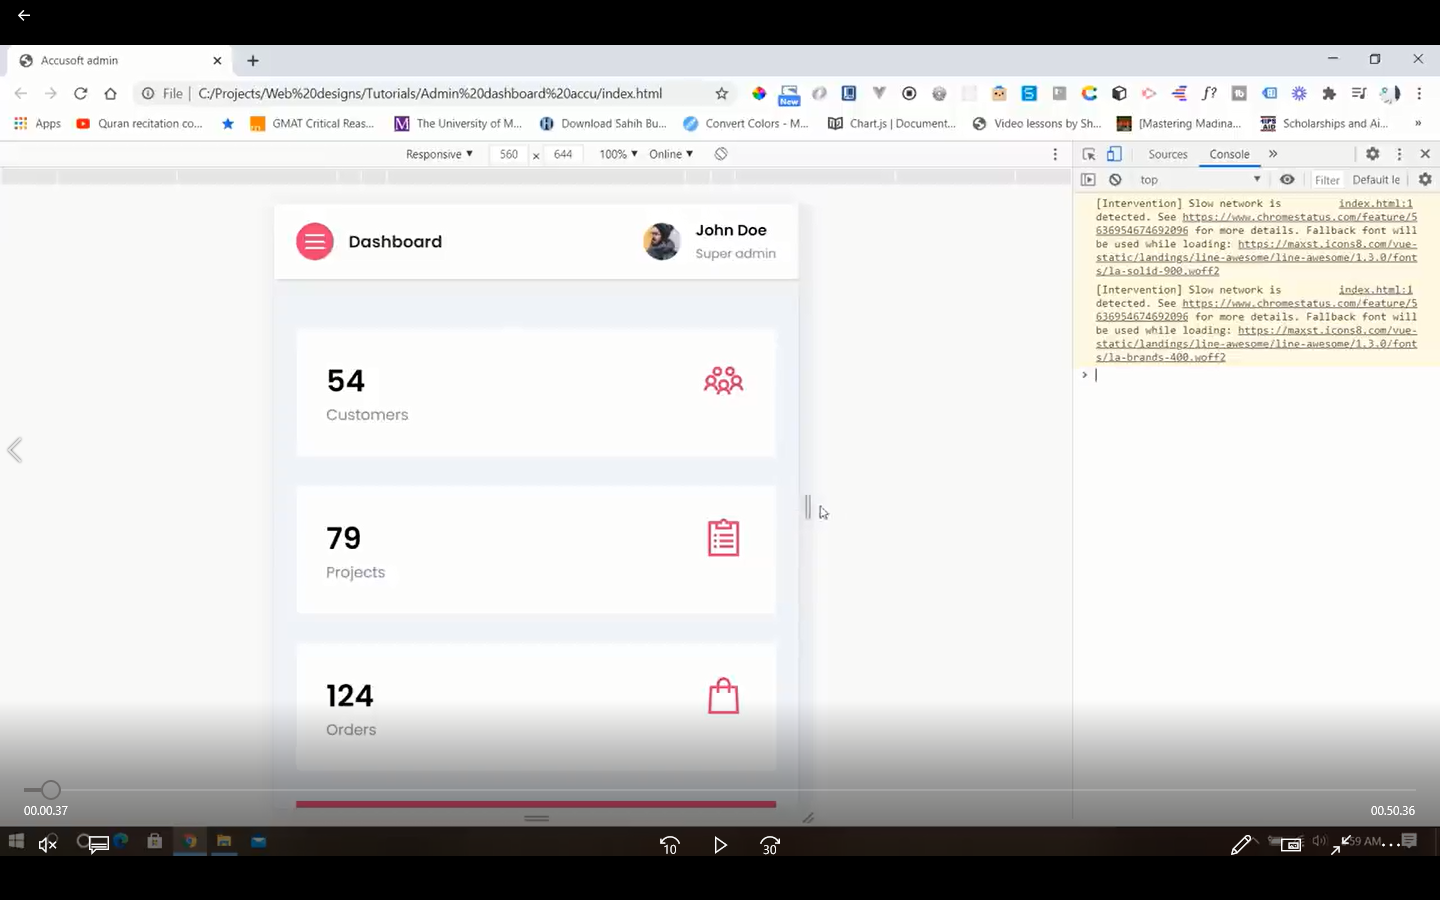 Accusoft admin
File | C:/Projects/Web%20designs/Tutorials/Admin%20dashboard%20accu/index.html
New
f?
Apps
Quran recitation co...
GMAT Critical Reas...
The University of M...
Download Sahih Bu...
Convert Colors - M...
Chart.js | Document...
Video lessons by Sh...
[Mastering Madina...
Scholarships and Ai...
»
Responsive
560 x 644
100%
Online
Sources
Console
»
top
Filter
Default le
[Intervention] Slow network is index.html:1
detected. See https://www.chromestatus.com/feature/5
636954674692096 for more details. Fallback font will
be used while loading: https://maxst.icons8.com/vue-
static/landings/line-awesome/line-awesome/1.3.0/font
s/la-solid-900.woff2
[Intervention] Slow network is index.html:1
detected. See https://www.chromestatus.com/feature/5
636954674692096 for more details. Fallback font will
be used while loading: https://maxst.icons8.com/vue-
static/landings/line-awesome/line-awesome/1.3.0/font
s/la-brands-400.woff2
>
Dashboard
John Doe
Super admin
54
Customers
79
Projects
124
Orders
00.00.37
00.50.36
10
30
59 AM